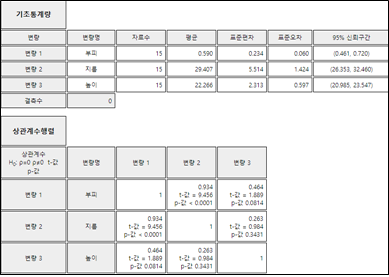 기초통계량
변량 변량명 자료수 평균 표준편차 표준오차 95% 신뢰구간
변량 1 부피 15 0.590 0.234 0.060 (0.461, 0.720)
변량 2 지름 15 29.407 5.514 1.424 (26.353, 32.460)
변량 3 높이 15 22.266 2.313 0.597 (20.985, 23.547)
결측수 0
상관계수행렬
상관계수
H₀: ρ=0 ρ≠0 t-값
p-값 변량명 변량 1 변량 2 변량 3
변량 1 부피 1 0.934
t-값 = 9.456
p-값 < 0.0001 0.464
t-값 = 1.889
p-값 0.0814
변량 2 지름 0.934
t-값 = 9.456
p-값 < 0.0001 1 0.263
t-값 = 0.984
p-값 0.3431
변량 3 높이 0.464
t-값 = 1.889
p-값 0.0814 0.263
t-값 = 0.984
p-값 0.3431 1